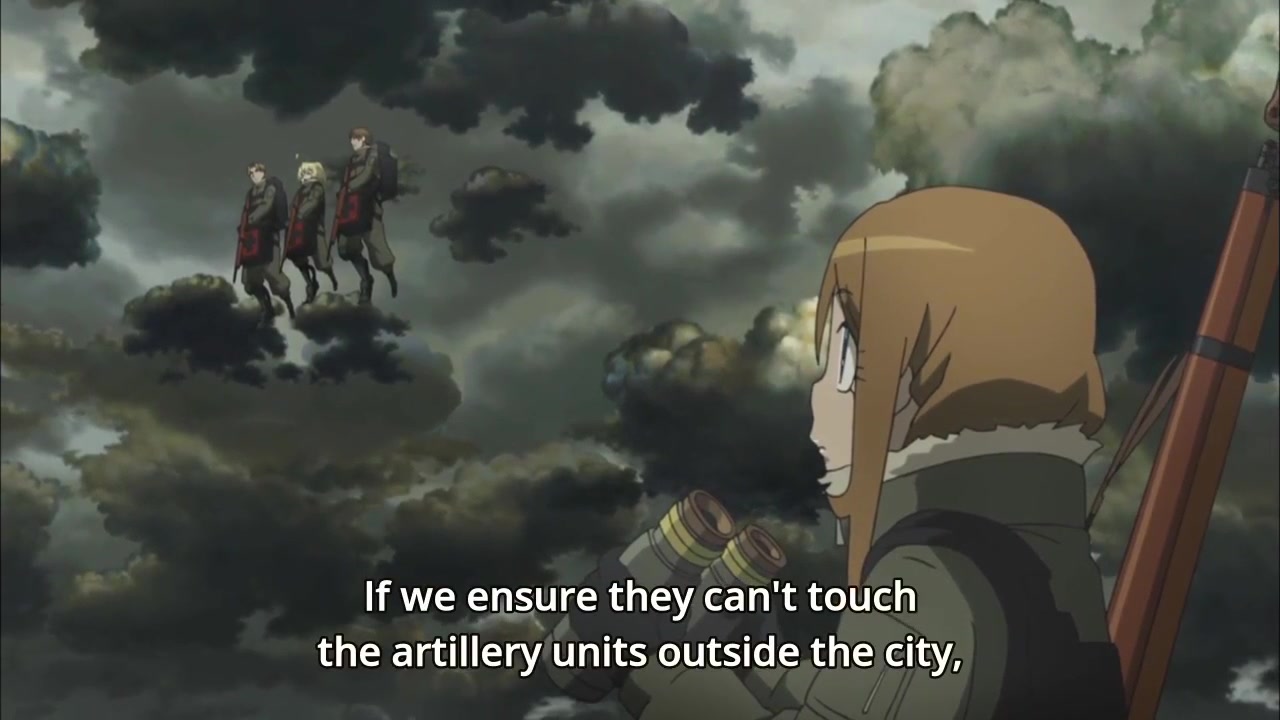 If we ensure they can't touch
the artillery units outside the city,